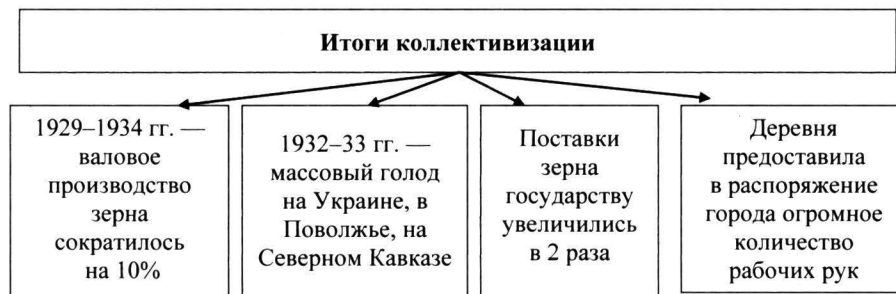 Итоги коллективизации
1929–1934 гг. —
валовое
производство
зерна
сократилось
на 10%
1932–33 гг. —
массовый голод
на Украине, в
Поволжье, на
Северном Кавказе
Поставки
зерна
государству
увеличились
в 2 раза
Деревня
предоставила
в распоряжение
города огромное
количество
рабочих рук